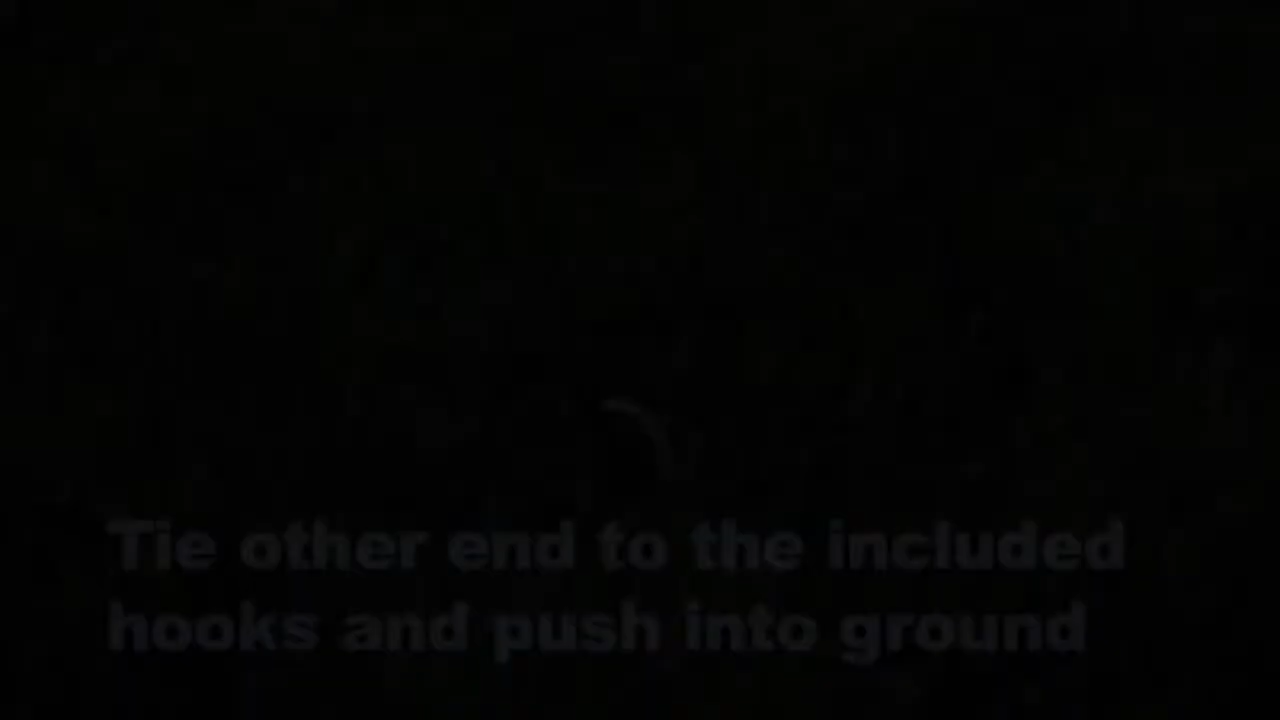 Tie other end to the included
hooks and push into ground